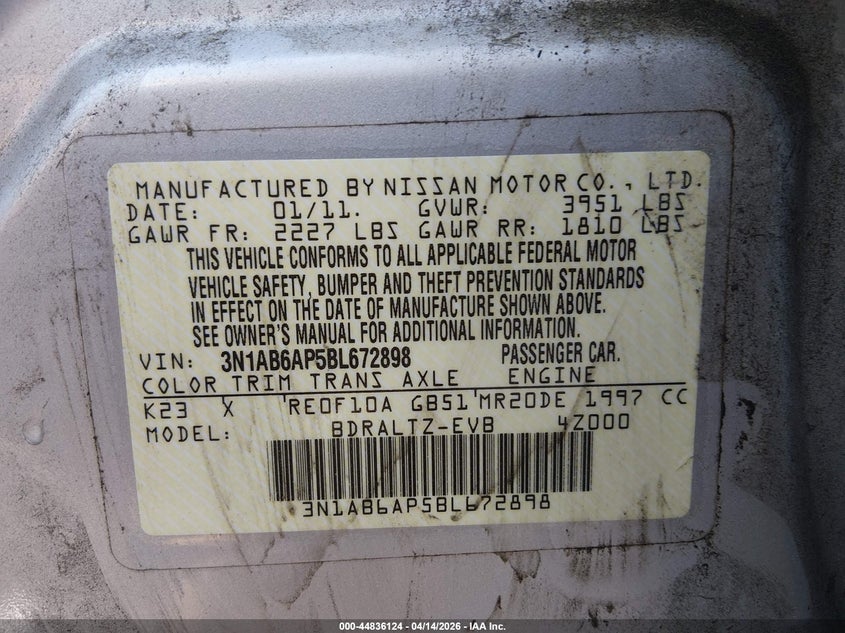 MANUFACTURED BY NISSAN MOTOR CO., LTD.
DATE: 01/11. GVWR: 3951 LBS
GAWR FR: 2227 LBS GAWR RR: 1810 LBS
THIS VEHICLE CONFORMS TO ALL APPLICABLE FEDERAL MOTOR
VEHICLE SAFETY, BUMPER AND THEFT PREVENTION STANDARDS
IN EFFECT ON THE DATE OF MANUFACTURE SHOWN ABOVE.
SEE OWNER'S MANUAL FOR ADDITIONAL INFORMATION.
VIN: 3N1AB6AP5BL672898 PASSENGER CAR.
COLOR TRIM TRANS AXLE ENGINE
K23 X RE0F10A GB51 MR20DE 1997 CC
MODEL: BDRALTZ-EVB 4Z000
3N1AB6AP5BL672898
000-44836124 - 04/14/2026 - IAA Inc.